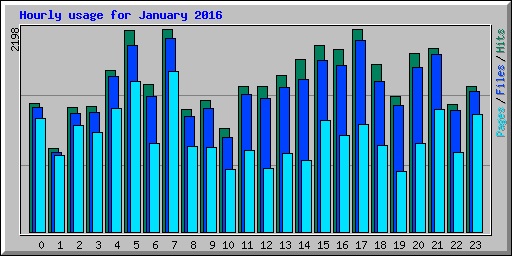 Hourly usage for January 2016
2198
Pages/Files/Hits
0 1 2 3 4 5 6 7 8 9 10 11 12 13 14 15 16 17 18 19 20 21 22 23